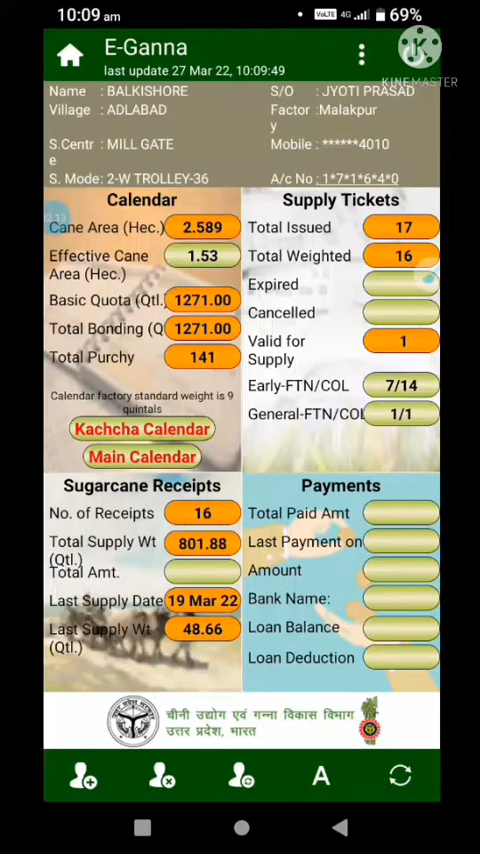 10:09 am VoLTE 4G 69%
E-Ganna
last update 27 Mar 22, 10:09:49
K
KINEMASTER
Name : BALKISHORE S/O : JYOTI PRASAD
Village : ADLABAD Factor :Malakpur
y
S.Centr : MILL GATE Mobile : ******4010
e
S. Mode: 2-W TROLLEY-36 A/c No : 1*7*1*6*4*0
Calendar
02:13
Cane Area (Hec.) 2.589
Effective Cane 1.53
Area (Hec.)
Basic Quota (Qtl. 1271.00
Total Bonding (Q 1271.00
Total Purchy 141
Calendar factory standard weight is 9
quintals
Kachcha Calendar
Main Calendar
Supply Tickets
Total Issued 17
Total Weighted 16
Expired
Cancelled
Valid for 1
Supply
Early-FTN/COL 7/14
General-FTN/COL 1/1
Sugarcane Receipts
No. of Receipts 16
Total Supply Wt 801.88
(Qtl.)
Total Amt.
Last Supply Date 19 Mar 22
Last Supply Wt 48.66
(Qtl.)
Payments
Total Paid Amt
Last Payment on
Amount
Bank Name:
Loan Balance
Loan Deduction
चीनी उद्योग एवं गन्ना विकास विभाग
उत्तर प्रदेश, भारत
A